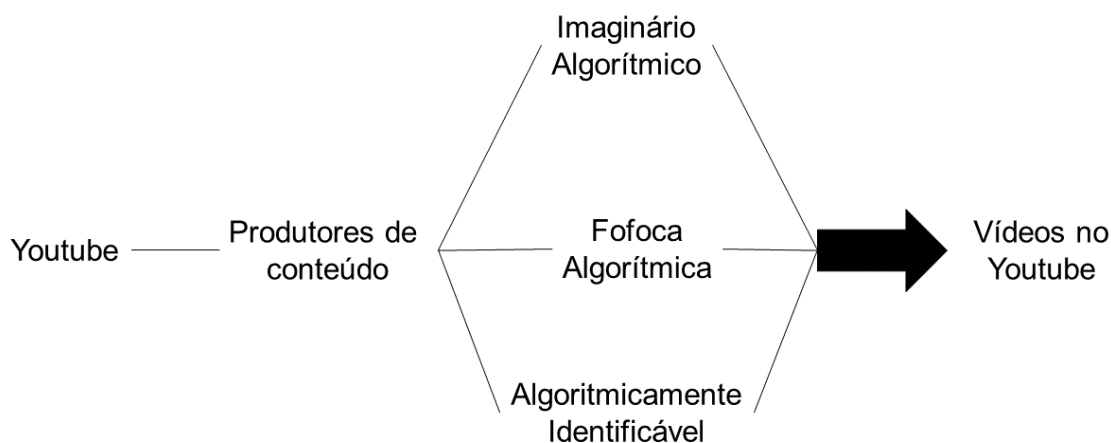 Imaginário
Algorítmico
Youtube
Produtores de
conteúdo
Fofoca
Algorítmica
Vídeos no
Youtube
Algoritmicamente
Identificável